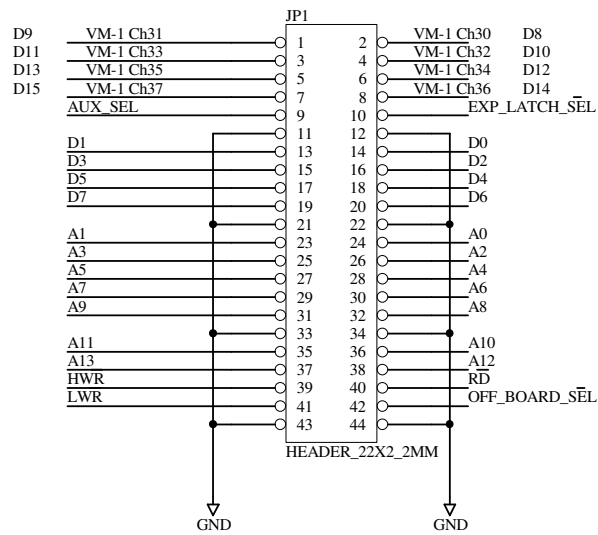 JP1
D9 VM-1 Ch31 1 2 VM-1 Ch30 D8
D11 VM-1 Ch33 3 4 VM-1 Ch32 D10
D13 VM-1 Ch35 5 6 VM-1 Ch34 D12
D15 VM-1 Ch37 7 8 VM-1 Ch36 D14
AUX_SEL 9 10 EXP_LATCH_SEL
11 12
D1 13 14 D0
D3 15 16 D2
D5 17 18 D4
D7 19 20 D6
21 22
A1 23 24 A0
A3 25 26 A2
A5 27 28 A4
A7 29 30 A6
A9 31 32 A8
33 34
A11 35 36 A10
A13 37 38 A12
HWR 39 40 RD
LWR 41 42 OFF_BOARD_SEL
43 44
HEADER_22X2_2MM
GND GND